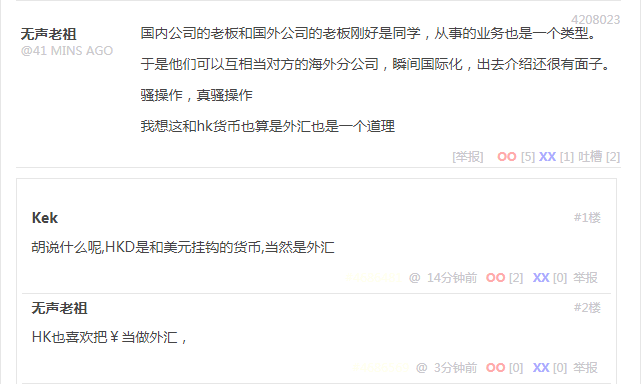 4208023
无声老祖
@41 MINS AGO
国内公司的老板和国外公司的老板刚好是同学，从事的业务也是一个类型。
于是他们可以互相当对方的海外分公司，瞬间国际化，出去介绍还很有面子。
骚操作，真骚操作
我想这和hk货币也算是外汇也是一个道理
[举报] OO [5] XX [1] 吐槽 [2]
Kek
#1楼
胡说什么呢,HKD是和美元挂钩的货币,当然是外汇
@ 14分钟前 OO [2] XX [0] 举报
无声老祖
#2楼
HK也喜欢把￥当做外汇，
@ 3分钟前 OO [0] XX [0] 举报